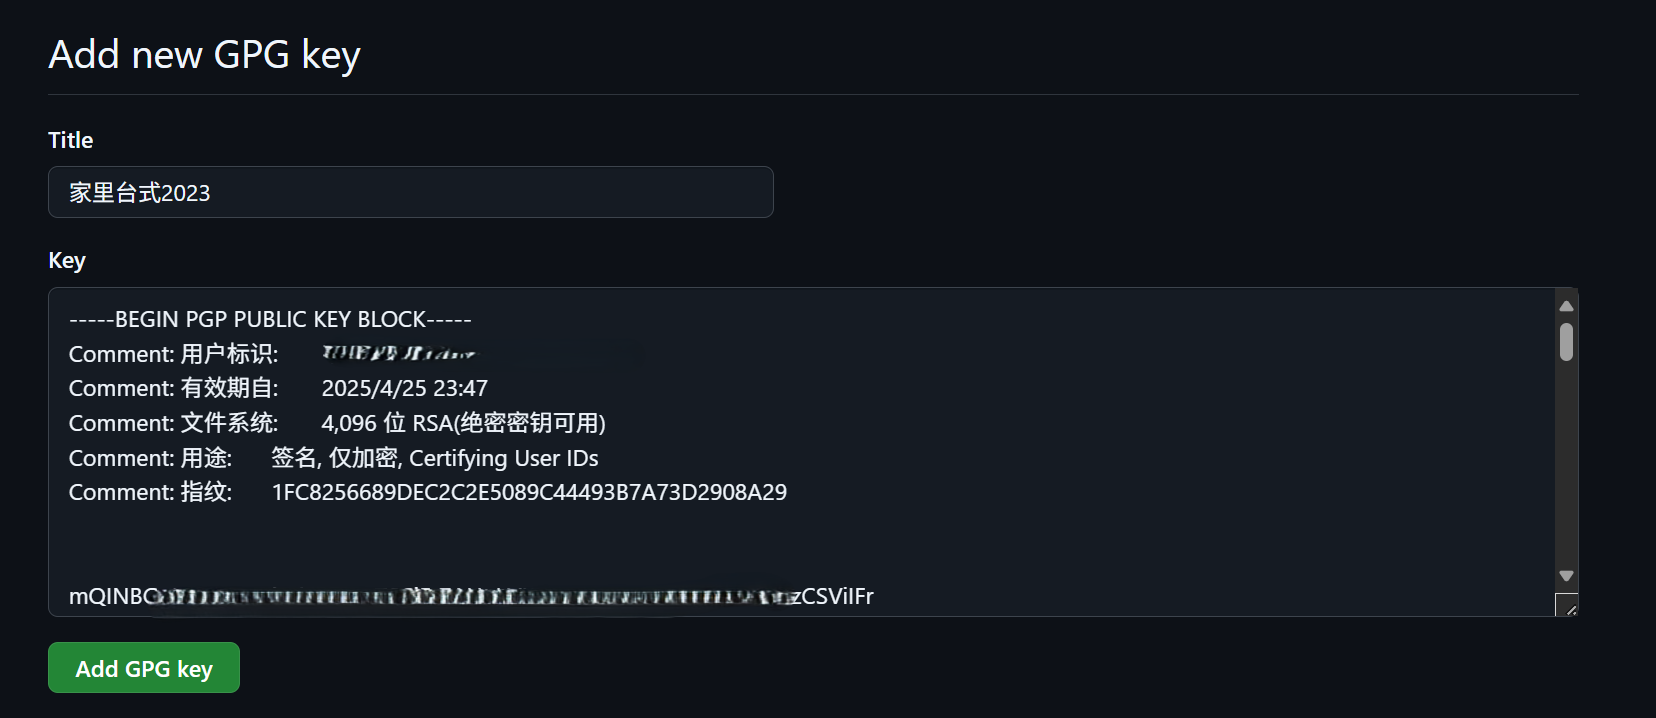 Add new GPG key
Title
家里台式2023
Key
-----BEGIN PGP PUBLIC KEY BLOCK-----
Comment: 用户标识:
Comment: 有效期自: 2025/4/25 23:47
Comment: 文件系统: 4,096 位 RSA(绝密密钥可用)
Comment: 用途: 签名, 仅加密, Certifying User IDs
Comment: 指纹: 1FC8256689DEC2C2E5089C44493B7A73D2908A29
mQINBC zCSViIFr
Add GPG key